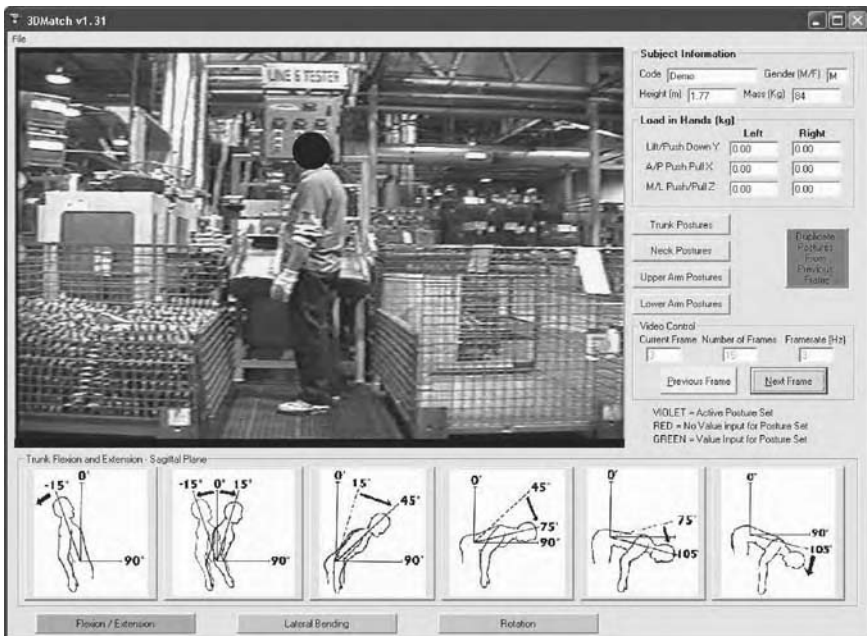 3DMatch v1.31
File
LINE 6 TESTER
Subject Information
Code Demo Gender (M/F) M
Height (m) 1.77 Mass (Kg) 84
Load in Hands (kg)
Left Right
Lift/Push Down Y 0.00 0.00
A/P Push Pull X 0.00 0.00
M/L Push/Pull Z 0.00 0.00
Trunk Postures
Neck Postures
Upper Arm Postures
Lower Arm Postures
Duplicate
Postures
From
Previous
Frame
Video Control
Current Frame Number of Frames Framerate (Hz)
3 15 3
Previous Frame Next Frame
VIOLET = Active Posture Set
RED = No Value input for Posture Set
GREEN = Value Input for Posture Set
Trunk Flexion and Extension - Sagittal Plane
-15° 0° 90°
-15° 0° 15° 90°
0° 15° 45° 90°
0° 45° 75° 90°
0° 75° 105°
0° 90° 105°
Flexion / Extension Lateral Bending Rotation